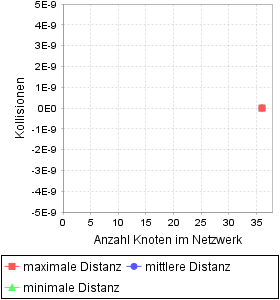 5E-9
4E-9
3E-9
2E-9
1E-9
0E0
-1E-9
-2E-9
-3E-9
-4E-9
-5E-9
Kollisionen
0 5 10 15 20 25 30 35
Anzahl Knoten im Netzwerk
maximale Distanz mittlere Distanz
minimale Distanz